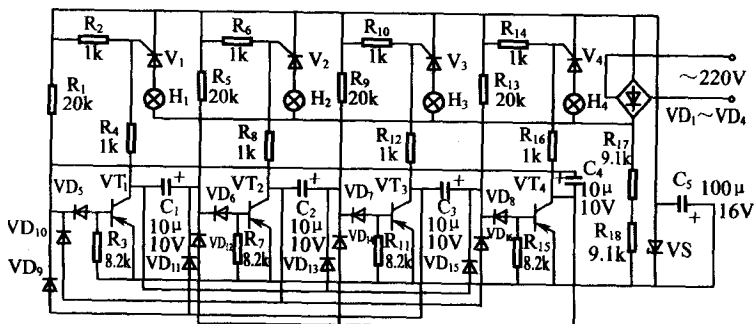 R₂ 1k
V₁
R₆ 1k
V₂
R₁₀ 1k
V₃
R₁₄ 1k
V₄
~220V
R₁ 20k
H₁
R₅ 20k
H₂
R₉ 20k
H₃
R₁₃ 20k
H₄
VD₁~VD₄
R₄ 1k
R₈ 1k
R₁₂ 1k
R₁₆ 1k
R₁₇ 9.1k
C₄ 10μ 10V
VD₅
VT₁
+
VD₆
VT₂
+
VD₇
VT₃
+
VD₈
VT₄
+
C₅ 100μ 16V
+
VD₁₀
R₃ 8.2k
C₁ 10μ 10V
VD₁₂
R₇ 8.2k
C₂ 10μ 10V
VD₁₄
R₁₁ 8.2k
C₃ 10μ 10V
R₁₅ 8.2k
R₁₈ 9.1k
VS
VD₉
VD₁₁
VD₁₃
VD₁₅